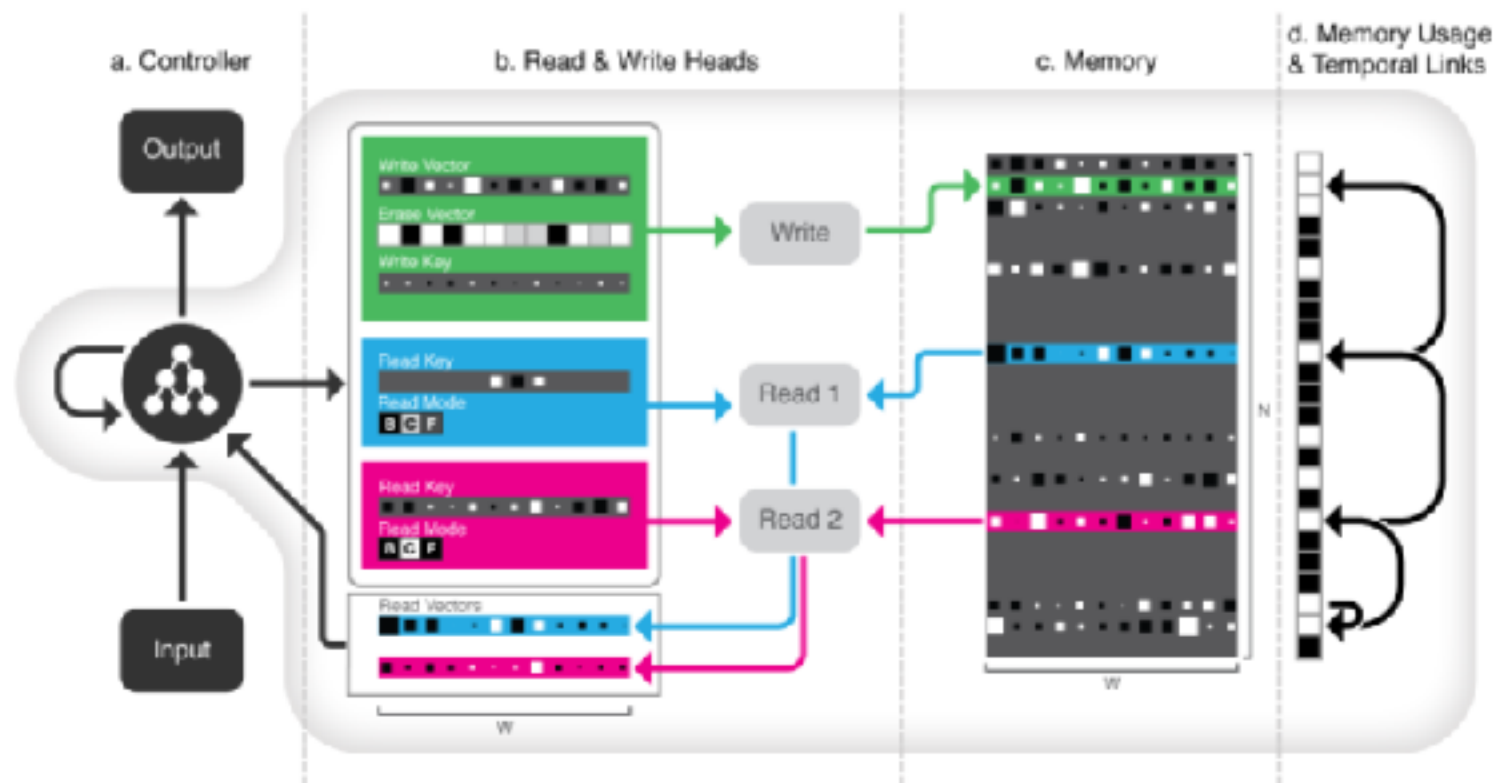 a. Controller
b. Read & Write Heads
c. Memory
d. Memory Usage
& Temporal Links
Output
Input
Write Vector
Erase Vector
Write Key
Read Key
Read Mode
B C F
Read Key
Read Mode
B C F
Read Vectors
W
Write
Read 1
Read 2
N
W